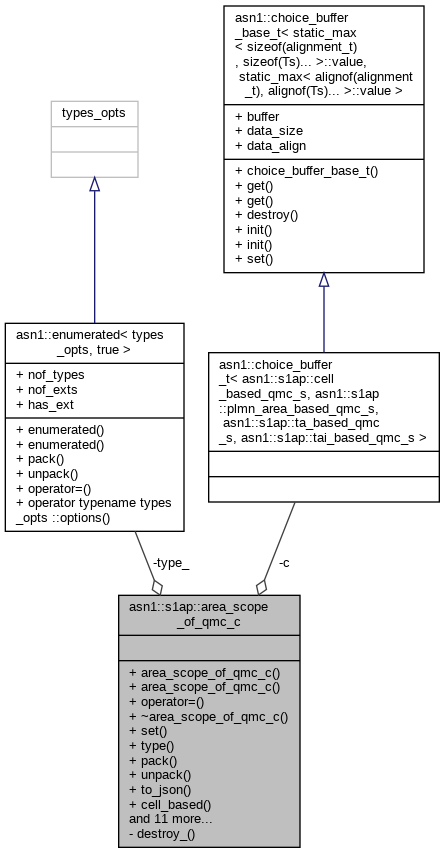 asn1::choice_buffer
_base_t< static_max
< sizeof(alignment_t)
, sizeof(Ts)... >::value,
static_max< alignof(alignment
_t), alignof(Ts)... >::value >
+ buffer
+ data_size
+ data_align
+ choice_buffer_base_t()
+ get()
+ get()
+ destroy()
+ init()
+ init()
+ set()
types_opts
asn1::enumerated< types
_opts, true >
+ nof_types
+ nof_exts
+ has_ext
+ enumerated()
+ enumerated()
+ pack()
+ unpack()
+ operator=()
+ operator typename types
_opts ::options()
asn1::choice_buffer
_t< asn1::s1ap::cell
_based_qmc_s, asn1::s1ap
::plmn_area_based_qmc_s,
asn1::s1ap::ta_based_qmc
_s, asn1::s1ap::tai_based_qmc_s >
-type_
-c
asn1::s1ap::area_scope
_of_qmc_c
+ area_scope_of_qmc_c()
+ area_scope_of_qmc_c()
+ operator=()
+ ~area_scope_of_qmc_c()
+ set()
+ type()
+ pack()
+ unpack()
+ to_json()
+ cell_based()
and 11 more...
- destroy_()